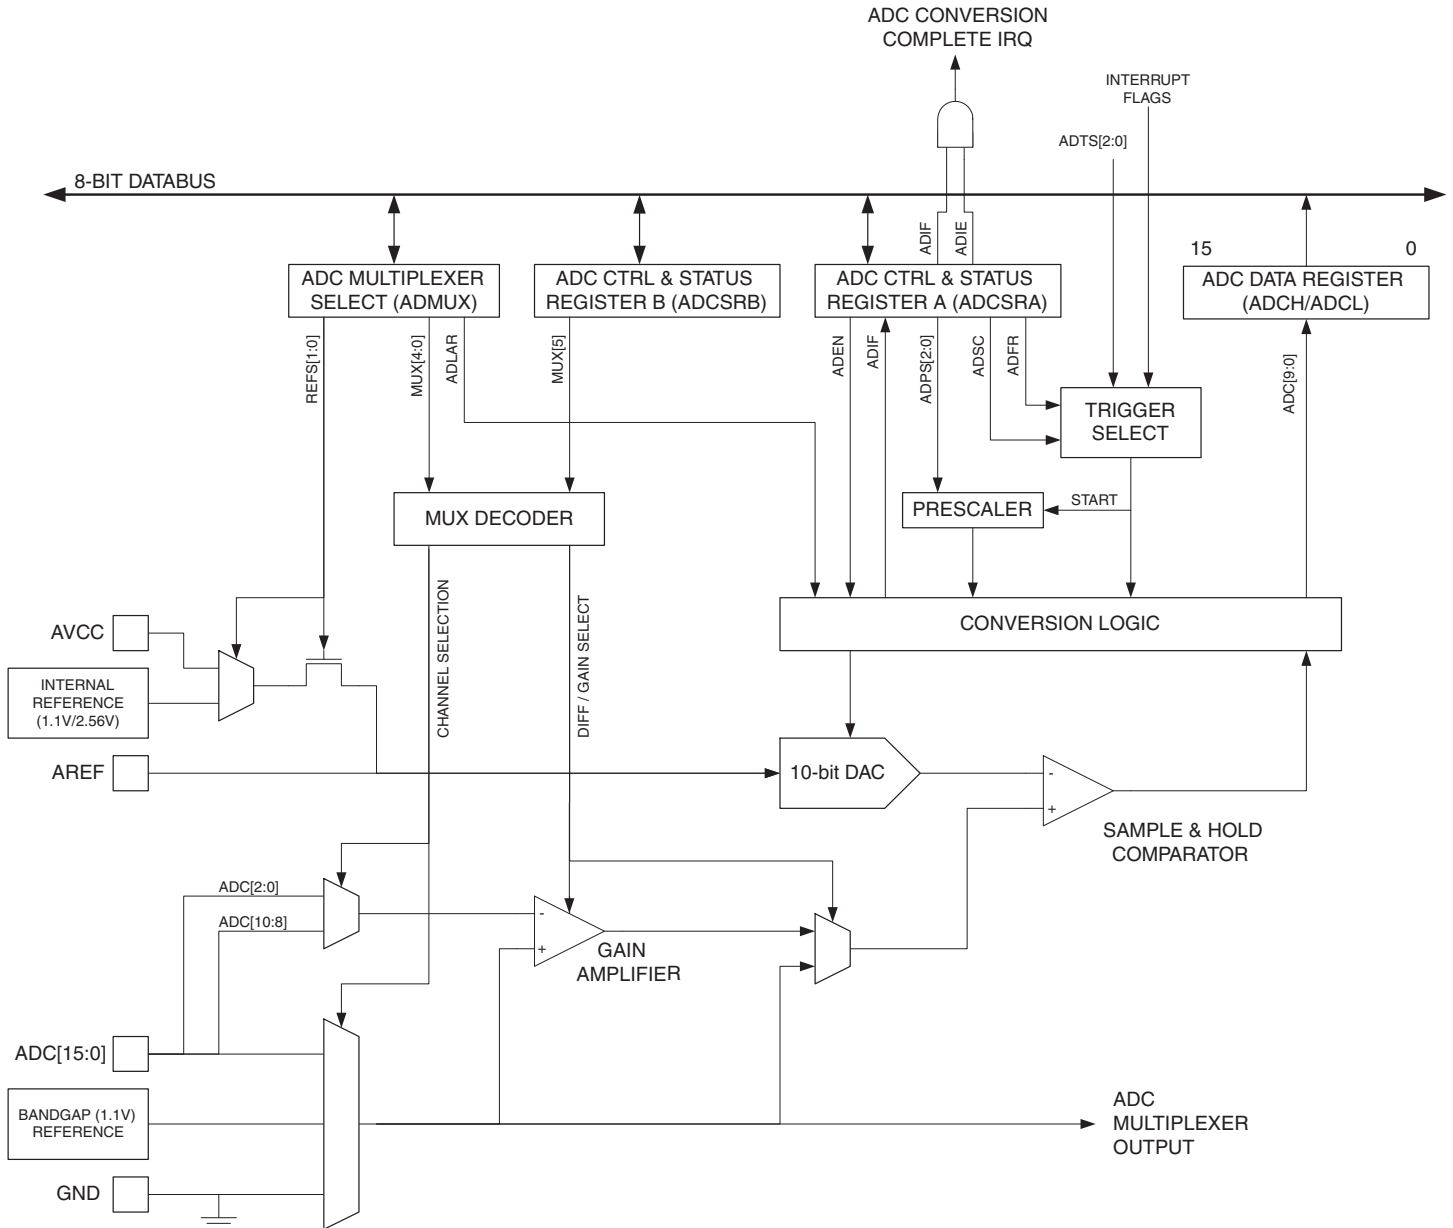 ADC CONVERSION
COMPLETE IRQ
INTERRUPT
FLAGS
ADTS[2:0]
8-BIT DATABUS
ADIF
ADIE
15
0
ADC MULTIPLEXER
SELECT (ADMUX)
ADC CTRL & STATUS
REGISTER B (ADCSRB)
ADC CTRL & STATUS
REGISTER A (ADCSRA)
ADC DATA REGISTER
(ADCH/ADCL)
REFS[1:0]
MUX[4:0]
ADLAR
MUX[5]
ADEN
ADIF
ADPS[2:0]
ADSC
ADFR
ADC[9:0]
TRIGGER
SELECT
MUX DECODER
PRESCALER
START
CHANNEL SELECTION
DIFF / GAIN SELECT
CONVERSION LOGIC
AVCC
INTERNAL
REFERENCE
(1.1V/2.56V)
AREF
10-bit DAC
-
+
SAMPLE & HOLD
COMPARATOR
ADC[2:0]
ADC[10:8]
-
+
GAIN
AMPLIFIER
ADC[15:0]
BANDGAP (1.1V)
REFERENCE
ADC
MULTIPLEXER
OUTPUT
GND